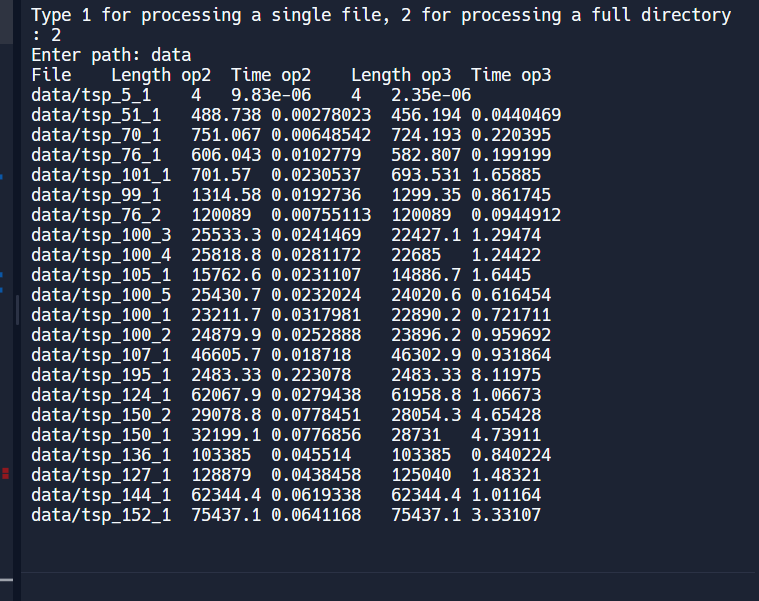 Type 1 for processing a single file, 2 for processing a full directory
: 2
Enter path: data
File Length op2 Time op2 Length op3 Time op3
data/tsp_5_1 4 9.83e-06 4 2.35e-06
data/tsp_51_1 488.738 0.00278023 456.194 0.0440469
data/tsp_70_1 751.067 0.00648542 724.193 0.220395
data/tsp_76_1 606.043 0.0102779 582.807 0.199199
data/tsp_101_1 701.57 0.0230537 693.531 1.65885
data/tsp_99_1 1314.58 0.0192736 1299.35 0.861745
data/tsp_76_2 120089 0.00755113 120089 0.0944912
data/tsp_100_3 25533.3 0.0241469 22427.1 1.29474
data/tsp_100_4 25818.8 0.0281172 22685 1.24422
data/tsp_105_1 15762.6 0.0231107 14886.7 1.6445
data/tsp_100_5 25430.7 0.0232024 24020.6 0.616454
data/tsp_100_1 23211.7 0.0317981 22890.2 0.721711
data/tsp_100_2 24879.9 0.0252888 23896.2 0.959692
data/tsp_107_1 46605.7 0.018718 46302.9 0.931864
data/tsp_195_1 2483.33 0.223078 2483.33 8.11975
data/tsp_124_1 62067.9 0.0279438 61958.8 1.06673
data/tsp_150_2 29078.8 0.0778451 28054.3 4.65428
data/tsp_150_1 32199.1 0.0776856 28731 4.73911
data/tsp_136_1 103385 0.045514 103385 0.840224
data/tsp_127_1 128879 0.0438458 125040 1.48321
data/tsp_144_1 62344.4 0.0619338 62344.4 1.01164
data/tsp_152_1 75437.1 0.0641168 75437.1 3.33107